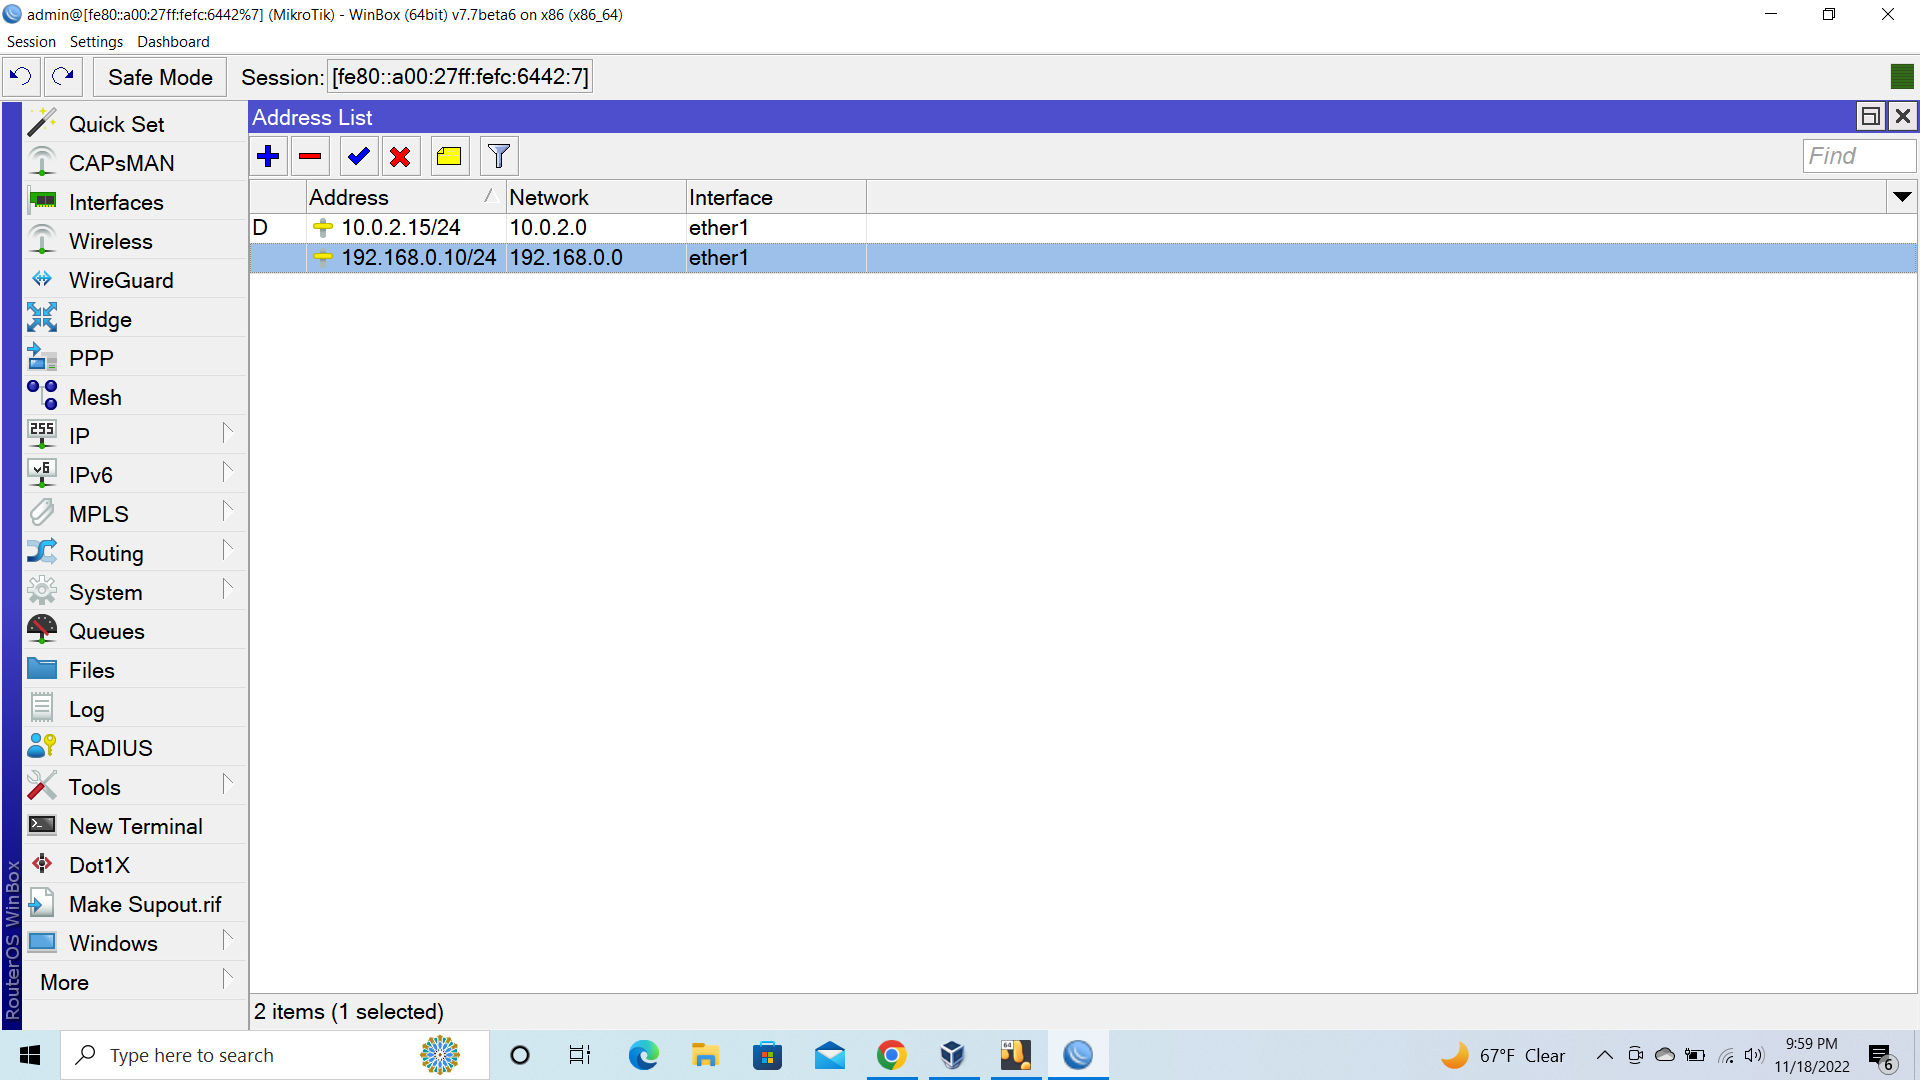 admin@[fe80::a00:27ff:fefc:6442%7] (MikroTik) - WinBox (64bit) v7.7beta6 on x86 (x86_64)
Session Settings Dashboard
Safe Mode Session: [fe80::a00:27ff:fefc:6442:7]
Address List
Find
Address Network Interface
D 10.0.2.15/24 10.0.2.0 ether1
192.168.0.10/24 192.168.0.0 ether1
Quick Set
CAPsMAN
Interfaces
Wireless
WireGuard
Bridge
PPP
Mesh
255 IP
v6 IPv6
MPLS
Routing
System
Queues
Files
Log
RADIUS
Tools
New Terminal
Dot1X
Make Supout.rif
Windows
More
RouterOS WinBox
2 items (1 selected)
Type here to search
64
67°F Clear
9:59 PM
11/18/2022
6